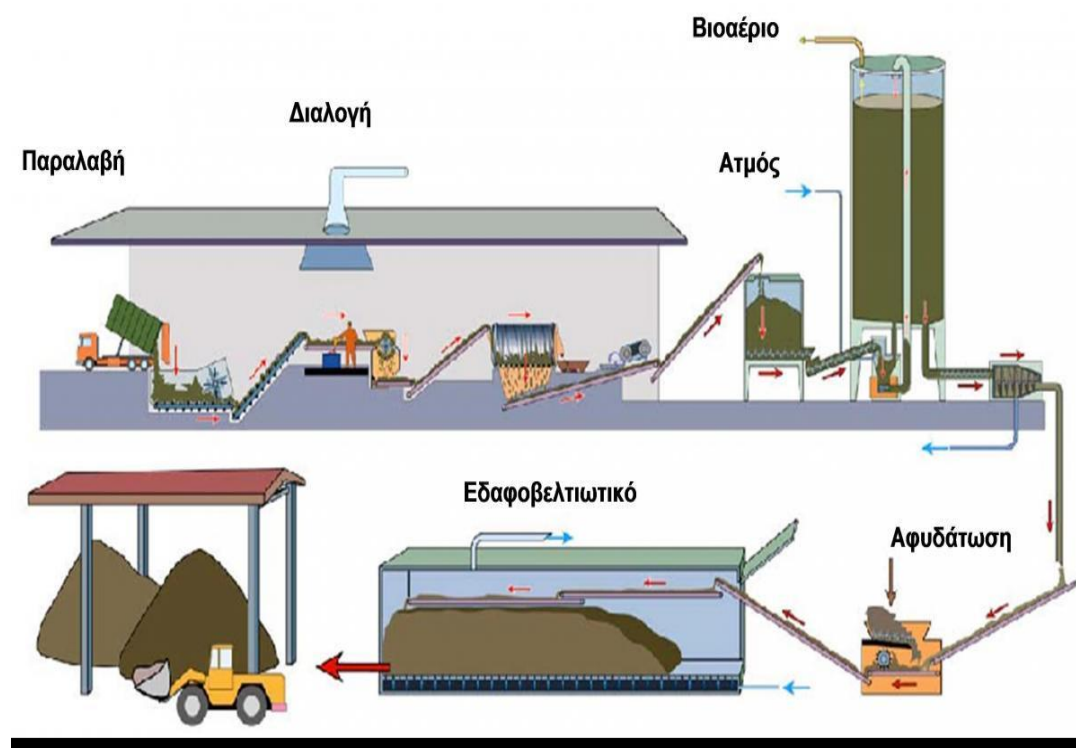 Βιοαέριο
Διαλογή
Παραλαβή
Ατμός
Εδαφοβελτιωτικό
Αφυδάτωση